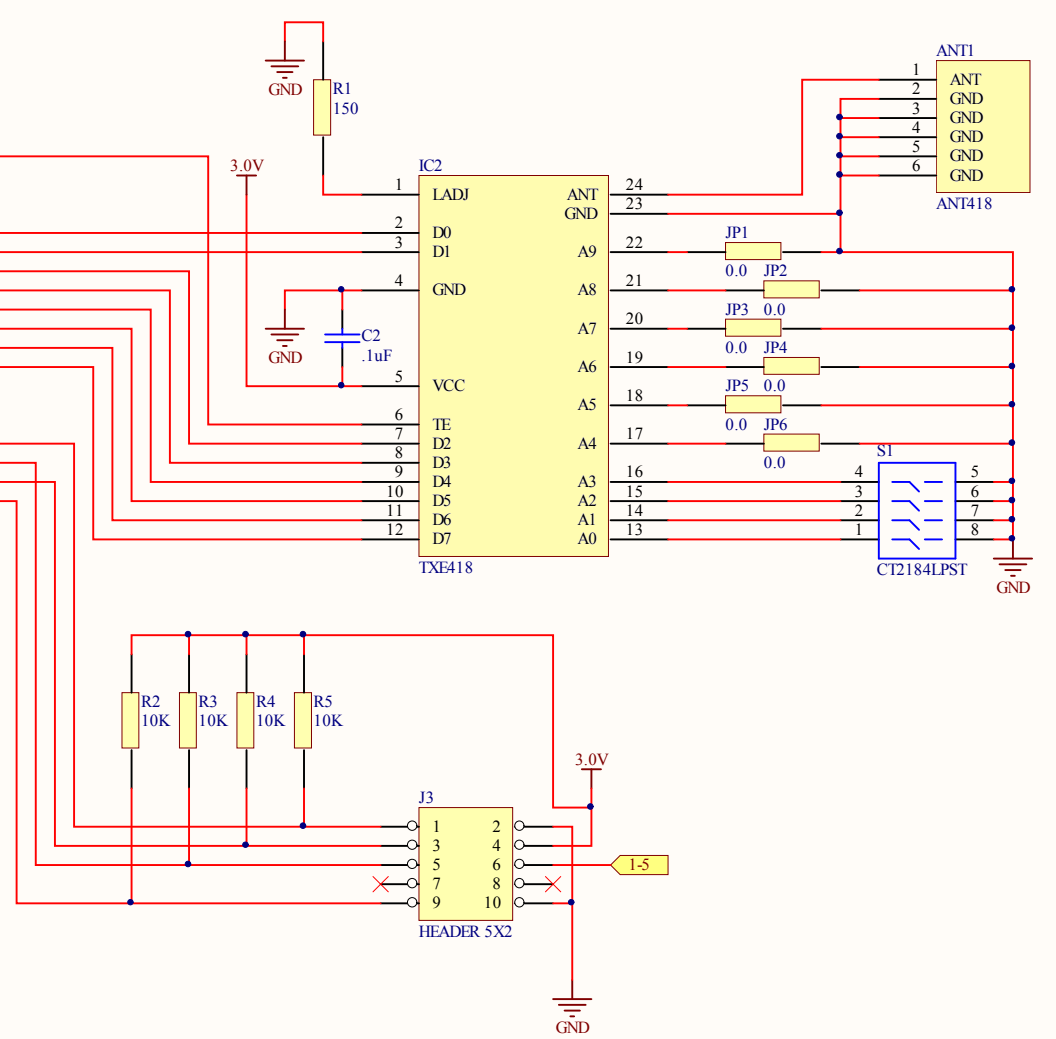 GND
R1
150
3.0V
IC2
TXE418
1 LADJ
2 D0
3 D1
4 GND
5 VCC
6 TE
7 D2
8 D3
9 D4
10 D5
11 D6
12 D7
ANT 24
GND 23
A9 22
A8 21
A7 20
A6 19
A5 18
A4 17
A3 16
A2 15
A1 14
A0 13
GND
C2
.1uF
ANT1
1 ANT
2 GND
3 GND
4 GND
5 GND
6 GND
ANT418
JP1
0.0
JP2
0.0
JP3
0.0
JP4
0.0
JP5
0.0
JP6
0.0
S1
4 5
3 6
2 7
1 8
CT2184LPST
GND
R2
10K
R3
10K
R4
10K
R5
10K
3.0V
J3
1 2
3 4
5 6
7 8
9 10
HEADER 5X2
1-5
GND